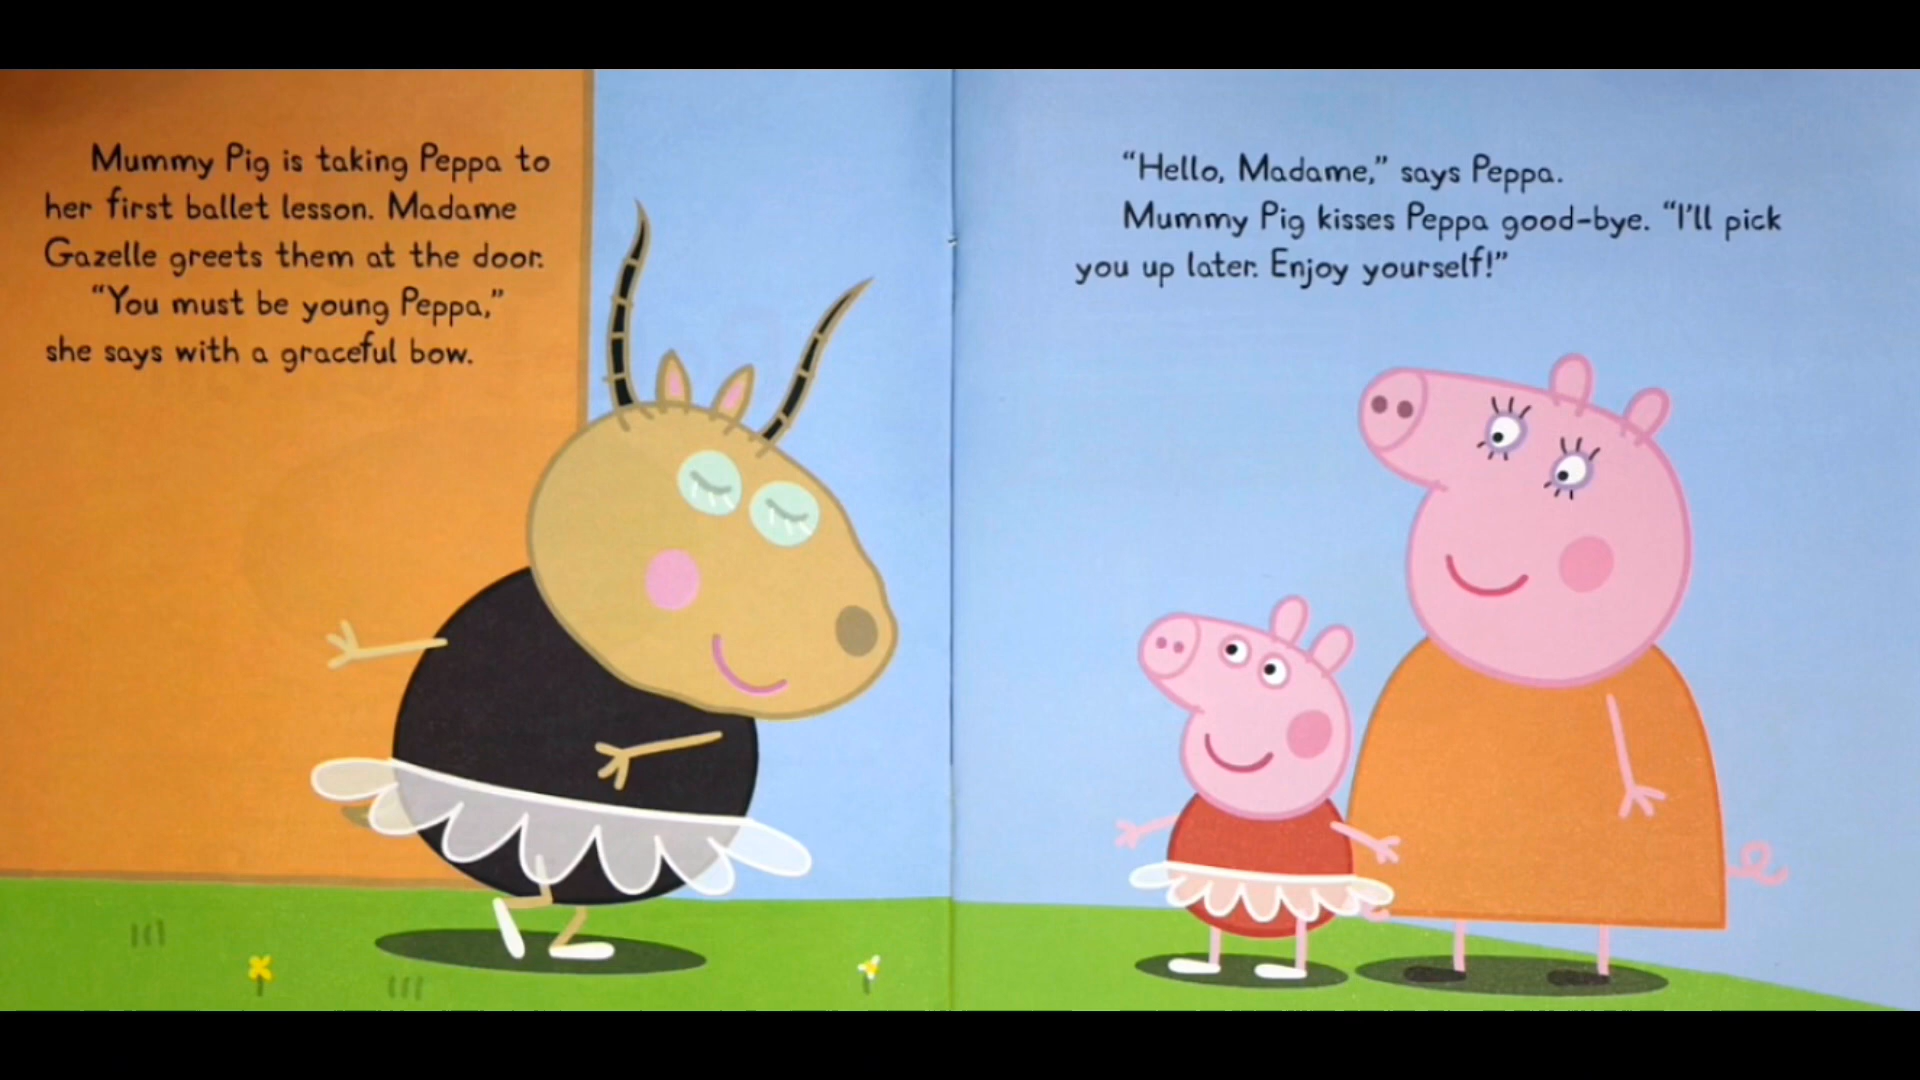 Mummy Pig is taking Peppa to
her first ballet lesson. Madame
Gazelle greets them at the door.
“You must be young Peppa,”
she says with a graceful bow.
“Hello, Madame,” says Peppa.
Mummy Pig kisses Peppa good-bye. “I’ll pick
you up later. Enjoy yourself!”